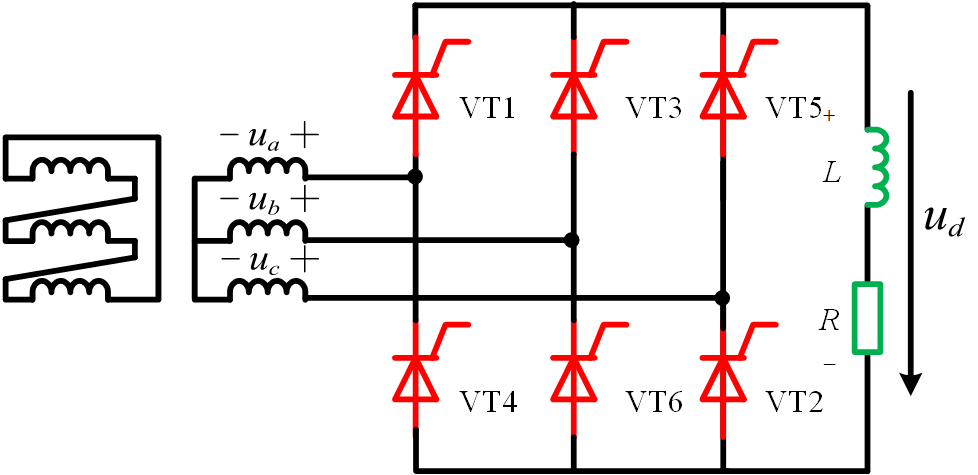 VT1
VT3
VT5
+
− u_a +
L
− u_b +
u_d
− u_c +
R
−
VT4
VT6
VT2